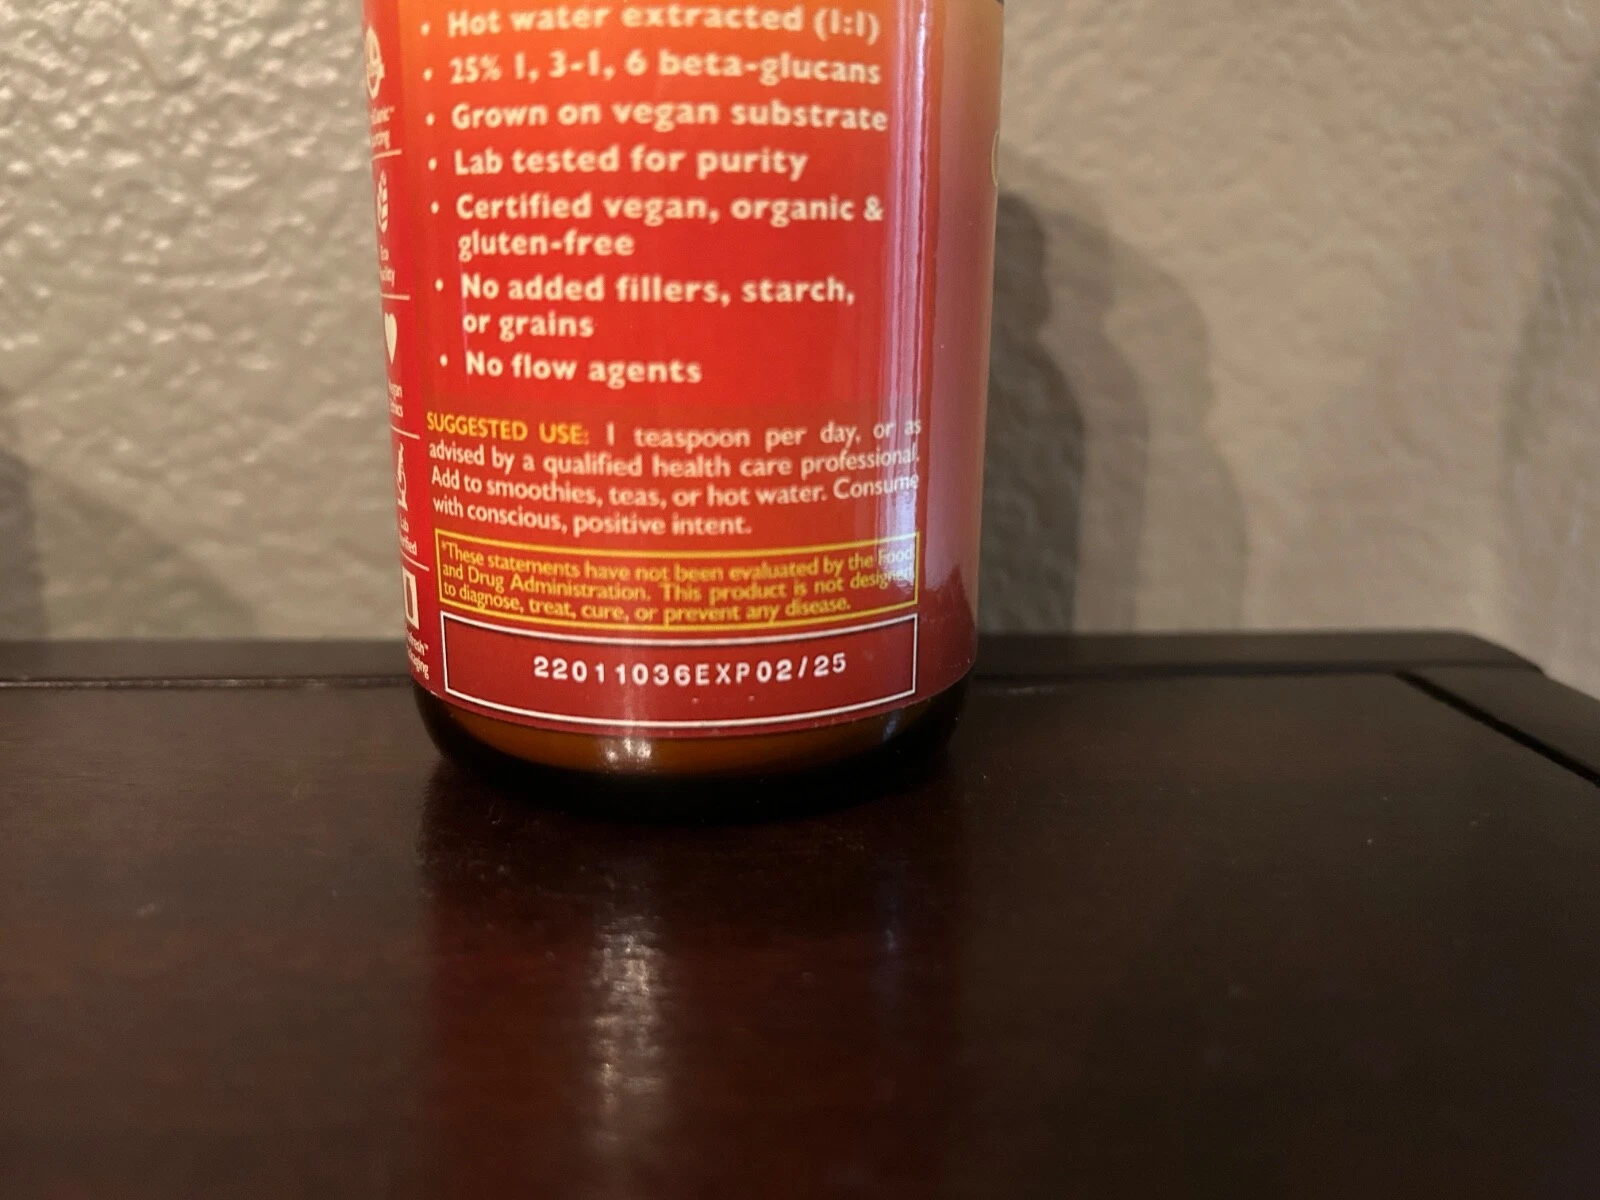 • Hot water extracted (1:1)
• 25% 1, 3-1, 6 beta-glucans
• Grown on vegan substrate
• Lab tested for purity
• Certified vegan, organic &
gluten-free
• No added fillers, starch,
or grains
• No flow agents
SUGGESTED USE: 1 teaspoon per day, or as
advised by a qualified health care professional.
Add to smoothies, teas, or hot water. Consume
with conscious, positive intent.
*These statements have not been evaluated by the Food
and Drug Administration. This product is not designed
to diagnose, treat, cure, or prevent any disease.
22011036EXP02/25
Eco